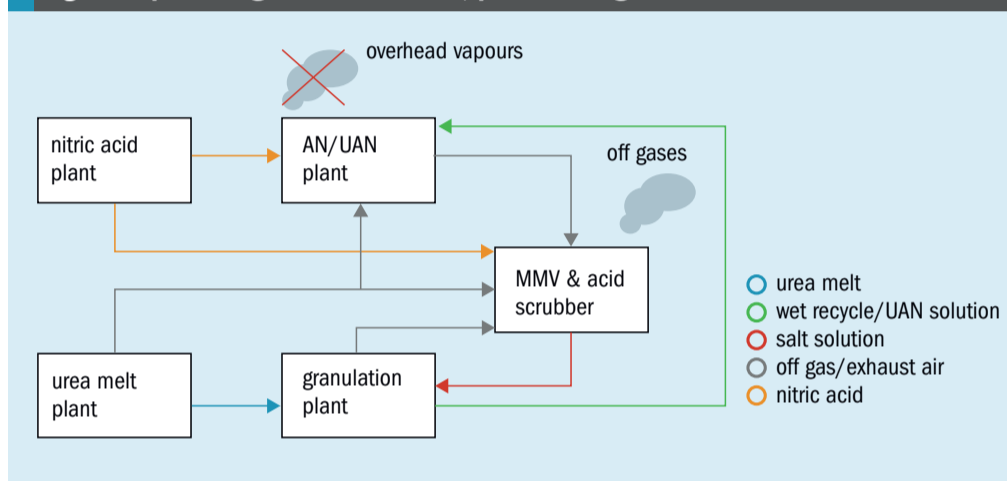 overhead vapours
nitric acid
plant
AN/UAN
plant
off gases
MMV & acid
scrubber
urea melt
wet recycle/UAN solution
salt solution
off gas/exhaust air
nitric acid
urea melt
plant
granulation
plant